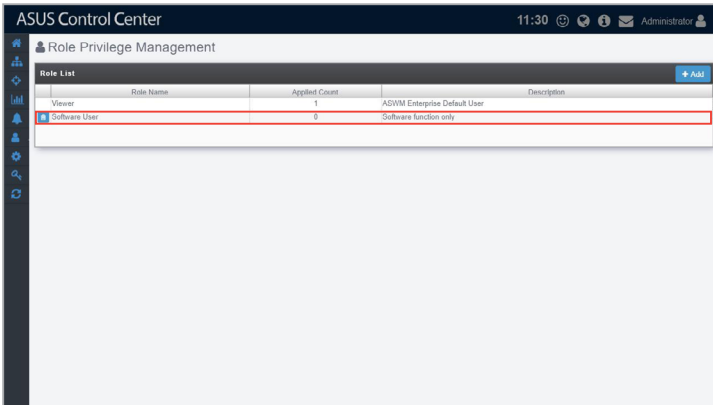 ASUS Control Center
11:30 Administrator
Role Privilege Management
Role List + Add
Role Name Applied Count Description
Viewer 1 ASWM Enterprise Default User
Software User 0 Software function only